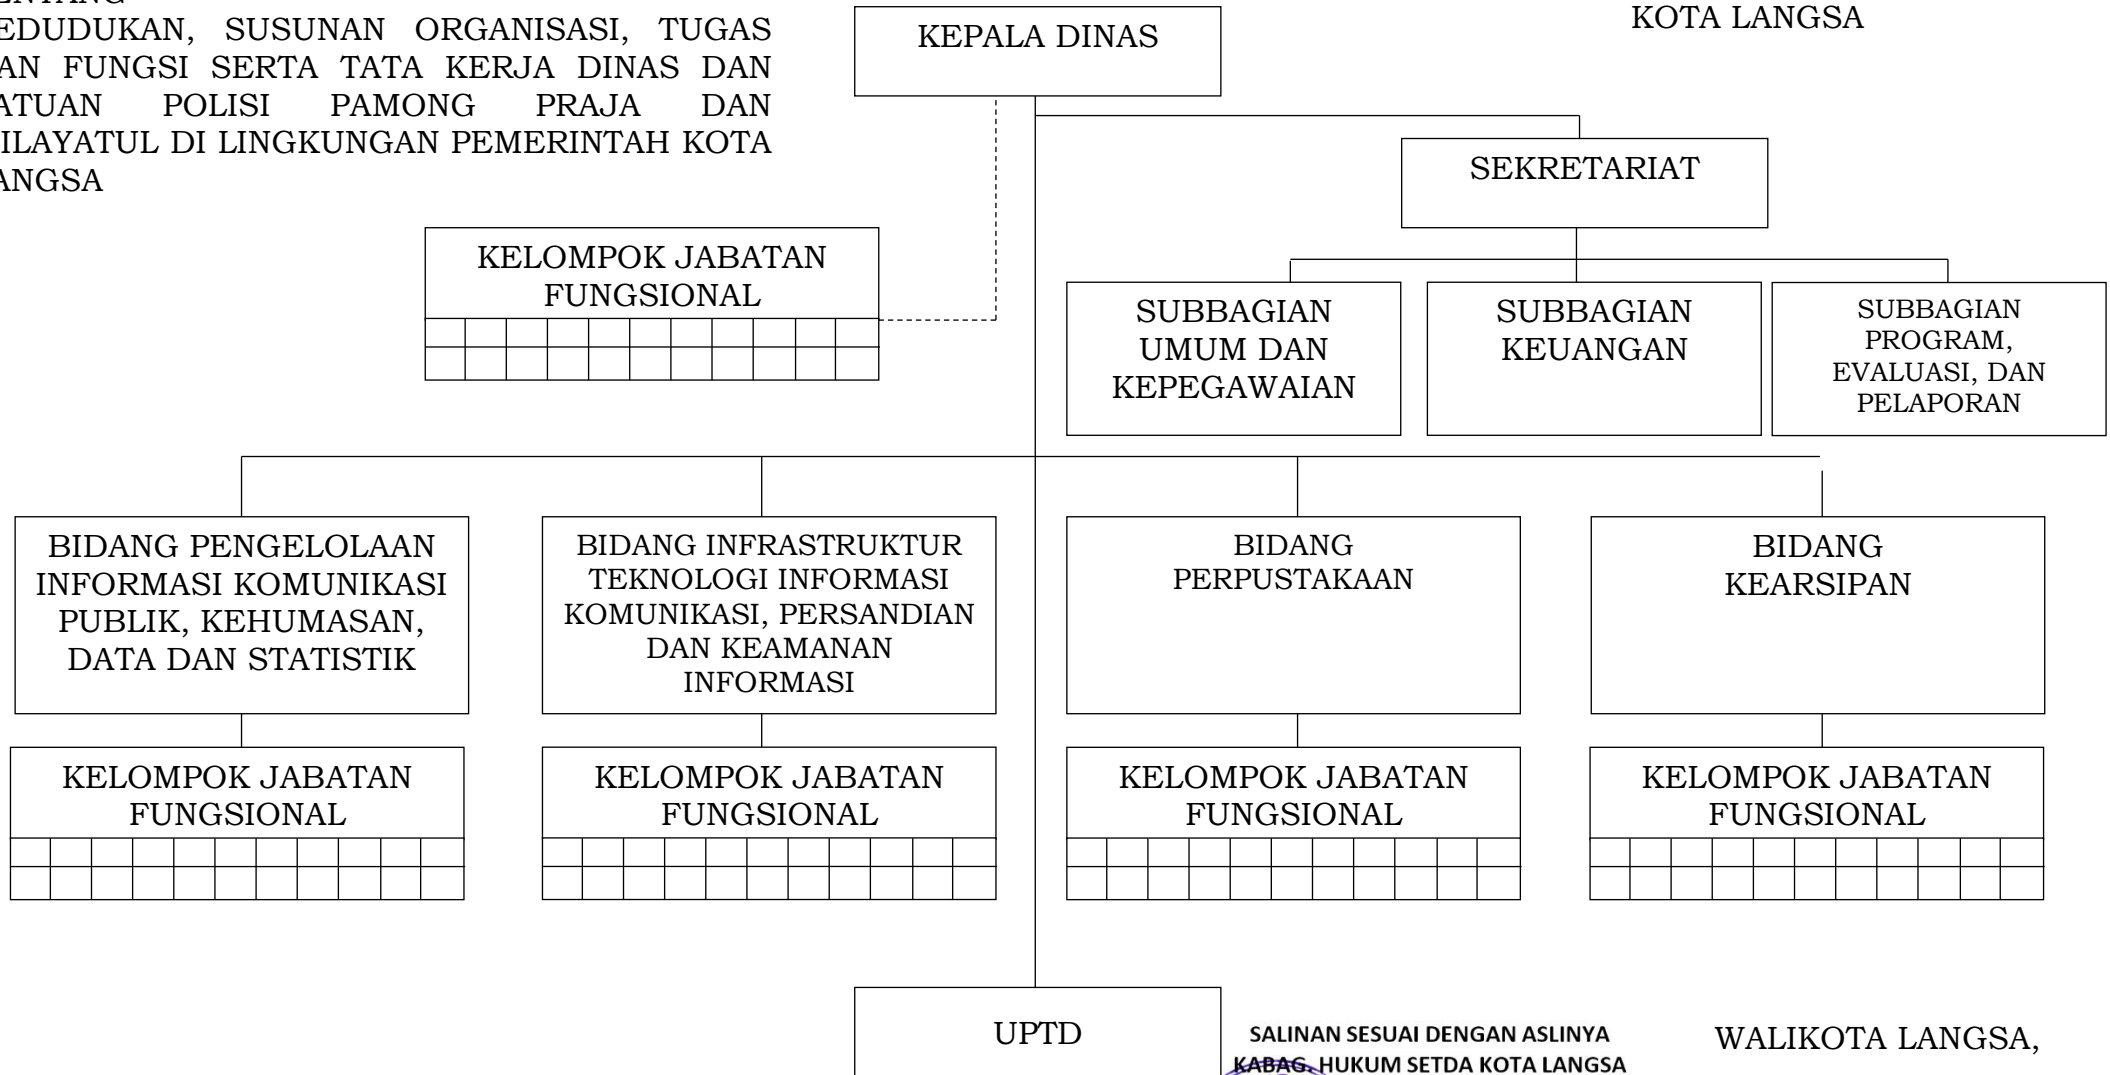 EDUDUKAN, SUSUNAN ORGANISASI, TUGAS
AN FUNGSI SERTA TATA KERJA DINAS DAN
ATUAN POLISI PAMONG PRAJA DAN
ILAYATUL DI LINGKUNGAN PEMERINTAH KOTA
ANGSA
KOTA LANGSA
KEPALA DINAS
SEKRETARIAT
KELOMPOK JABATAN
FUNGSIONAL
SUBBAGIAN
UMUM DAN
KEPEGAWAIAN
SUBBAGIAN
KEUANGAN
SUBBAGIAN
PROGRAM,
EVALUASI, DAN
PELAPORAN
BIDANG PENGELOLAAN
INFORMASI KOMUNIKASI
PUBLIK, KEHUMASAN,
DATA DAN STATISTIK
BIDANG INFRASTRUKTUR
TEKNOLOGI INFORMASI
KOMUNIKASI, PERSANDIAN
DAN KEAMANAN
INFORMASI
BIDANG
PERPUSTAKAAN
BIDANG
KEARSIPAN
KELOMPOK JABATAN
FUNGSIONAL
KELOMPOK JABATAN
FUNGSIONAL
KELOMPOK JABATAN
FUNGSIONAL
KELOMPOK JABATAN
FUNGSIONAL
UPTD
SALINAN SESUAI DENGAN ASLINYA
KABAG. HUKUM SETDA KOTA LANGSA
WALIKOTA LANGSA,